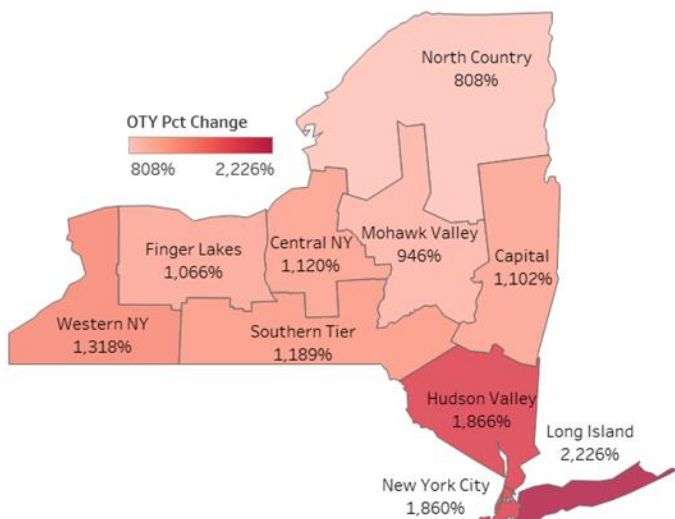 North Country
808%
OTY Pct Change
808% 2,226%
Finger Lakes
1,066%
Central NY
1,120%
Mohawk Valley
946%
Capital
1,102%
Western NY
1,318%
Southern Tier
1,189%
Hudson Valley
1,866%
Long Island
2,226%
New York City
1,860%